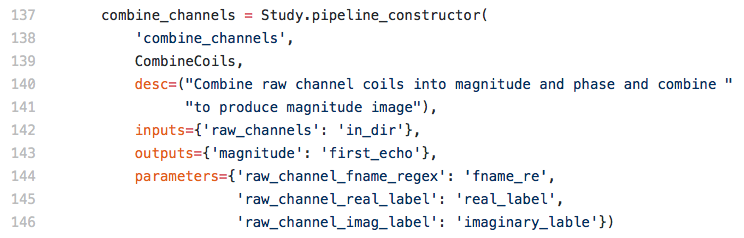 137 combine_channels = Study.pipeline_constructor(
138 'combine_channels',
139 CombineCoils,
140 desc=("Combine raw channel coils into magnitude and phase and combine "
141 "to produce magnitude image"),
142 inputs={'raw_channels': 'in_dir'},
143 outputs={'magnitude': 'first_echo'},
144 parameters={'raw_channel_fname_regex': 'fname_re',
145 'raw_channel_real_label': 'real_label',
146 'raw_channel_imag_label': 'imaginary_lable'})